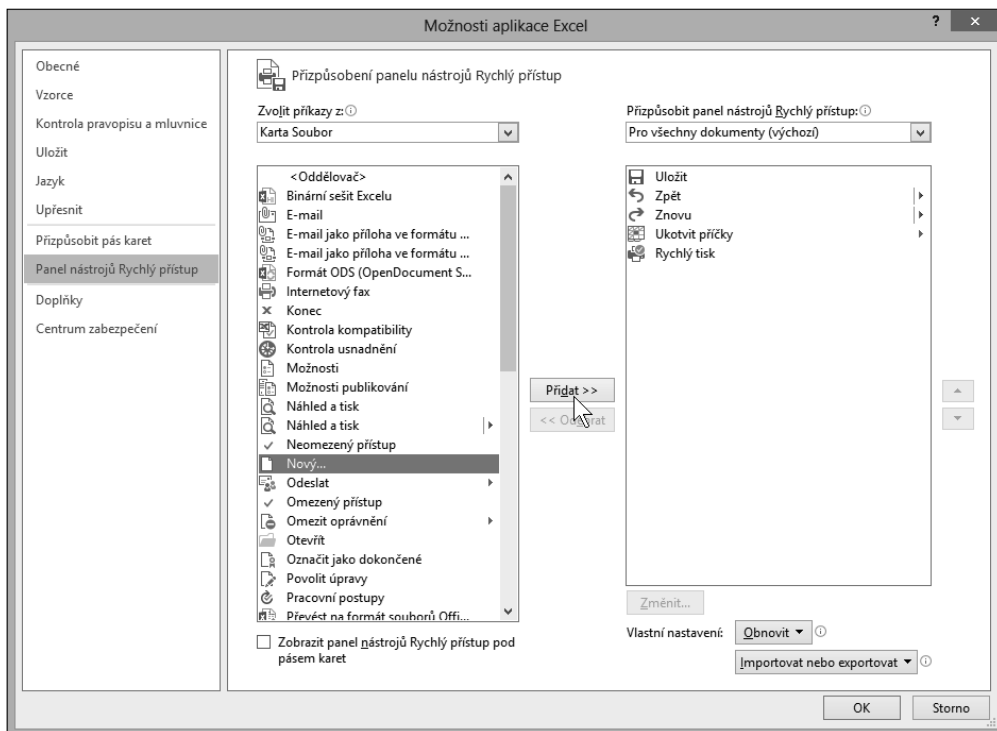 Možnosti aplikace Excel
?
Obecné
Vzorce
Kontrola pravopisu a mluvnice
Uložit
Jazyk
Upřesnit
Přizpůsobit pás karet
Panel nástrojů Rychlý přístup
Doplňky
Centrum zabezpečení
Přizpůsobení panelu nástrojů Rychlý přístup
Zvolit příkazy z:
Karta Soubor
<Oddělovač>
Binární sešit Excelu
E-mail
E-mail jako příloha ve formátu ...
E-mail jako příloha ve formátu ...
Formát ODS (OpenDocument S...
Internetový fax
Konec
Kontrola kompatibility
Kontrola usnadnění
Možnosti
Možnosti publikování
Náhled a tisk
Náhled a tisk
Neomezený přístup
Nový...
Odeslat
Omezený přístup
Omezit oprávnění
Otevřít
Označit jako dokončené
Povolit úpravy
Pracovní postupy
Převést na formát souborů Offi...
Zobrazit panel nástrojů Rychlý přístup pod
pásem karet
Přidat >>
<< Odebrat
Přizpůsobit panel nástrojů Rychlý přístup:
Pro všechny dokumenty (výchozí)
Uložit
Zpět
Znovu
Ukotvit příčky
Rychlý tisk
Změnit...
Vlastní nastavení:
Obnovit
Importovat nebo exportovat
OK
Storno